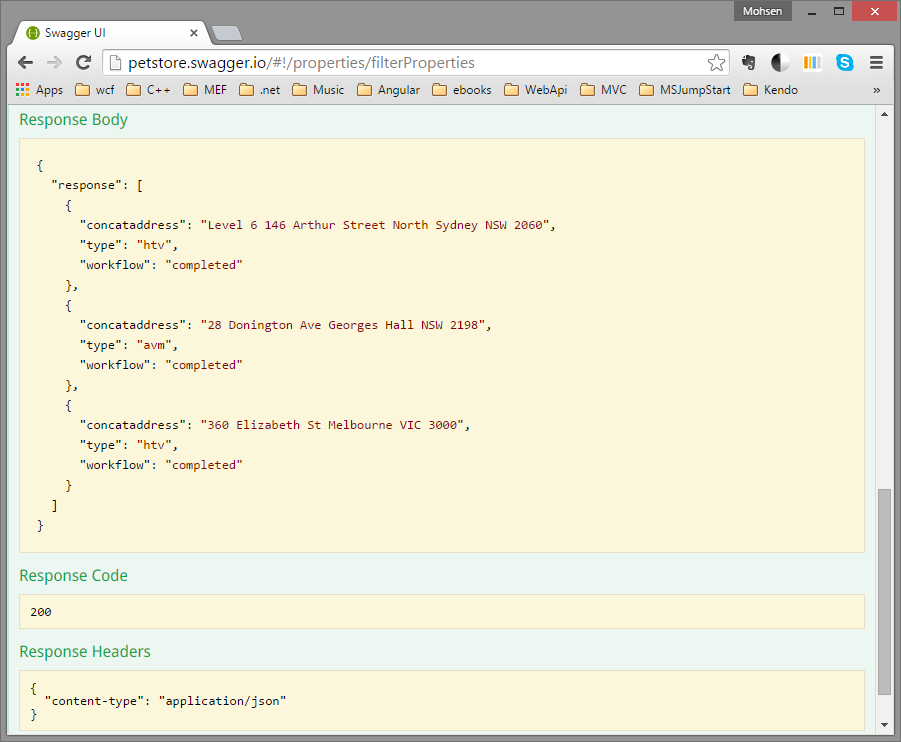 Mohsen
Swagger UI
petstore.swagger.io/#!/properties/filterProperties
Apps wcf C++ MEF .net Music Angular ebooks WebApi MVC MSJumpStart Kendo »
Response Body
{
"response": [
{
"concataddress": "Level 6 146 Arthur Street North Sydney NSW 2060",
"type": "htv",
"workflow": "completed"
},
{
"concataddress": "28 Donington Ave Georges Hall NSW 2198",
"type": "avm",
"workflow": "completed"
},
{
"concataddress": "360 Elizabeth St Melbourne VIC 3000",
"type": "htv",
"workflow": "completed"
}
]
}
Response Code
200
Response Headers
{
"content-type": "application/json"
}